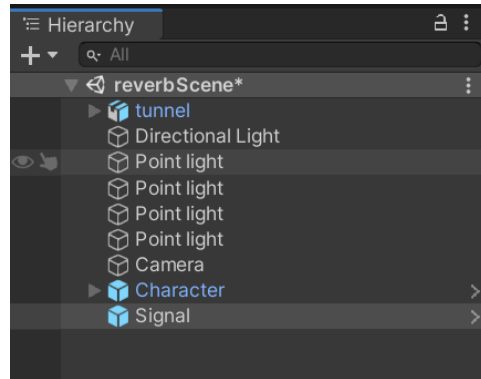 Hierarchy
All
reverbScene*
tunnel
Directional Light
Point light
Point light
Point light
Point light
Camera
Character
Signal